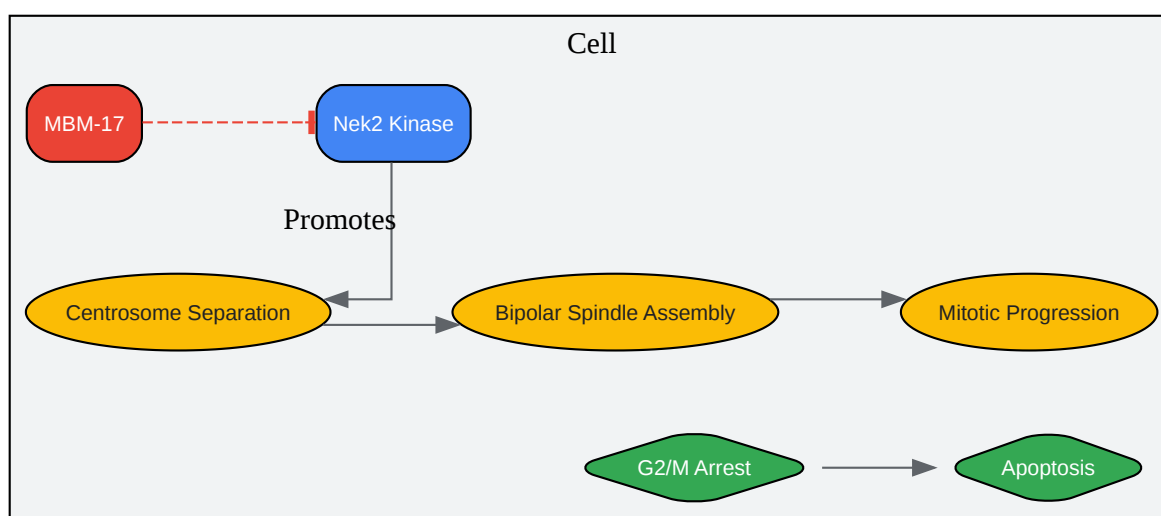 Cell
MBM-17
Nek2 Kinase
Promotes
Centrosome Separation
Bipolar Spindle Assembly
Mitotic Progression
G2/M Arrest
Apoptosis